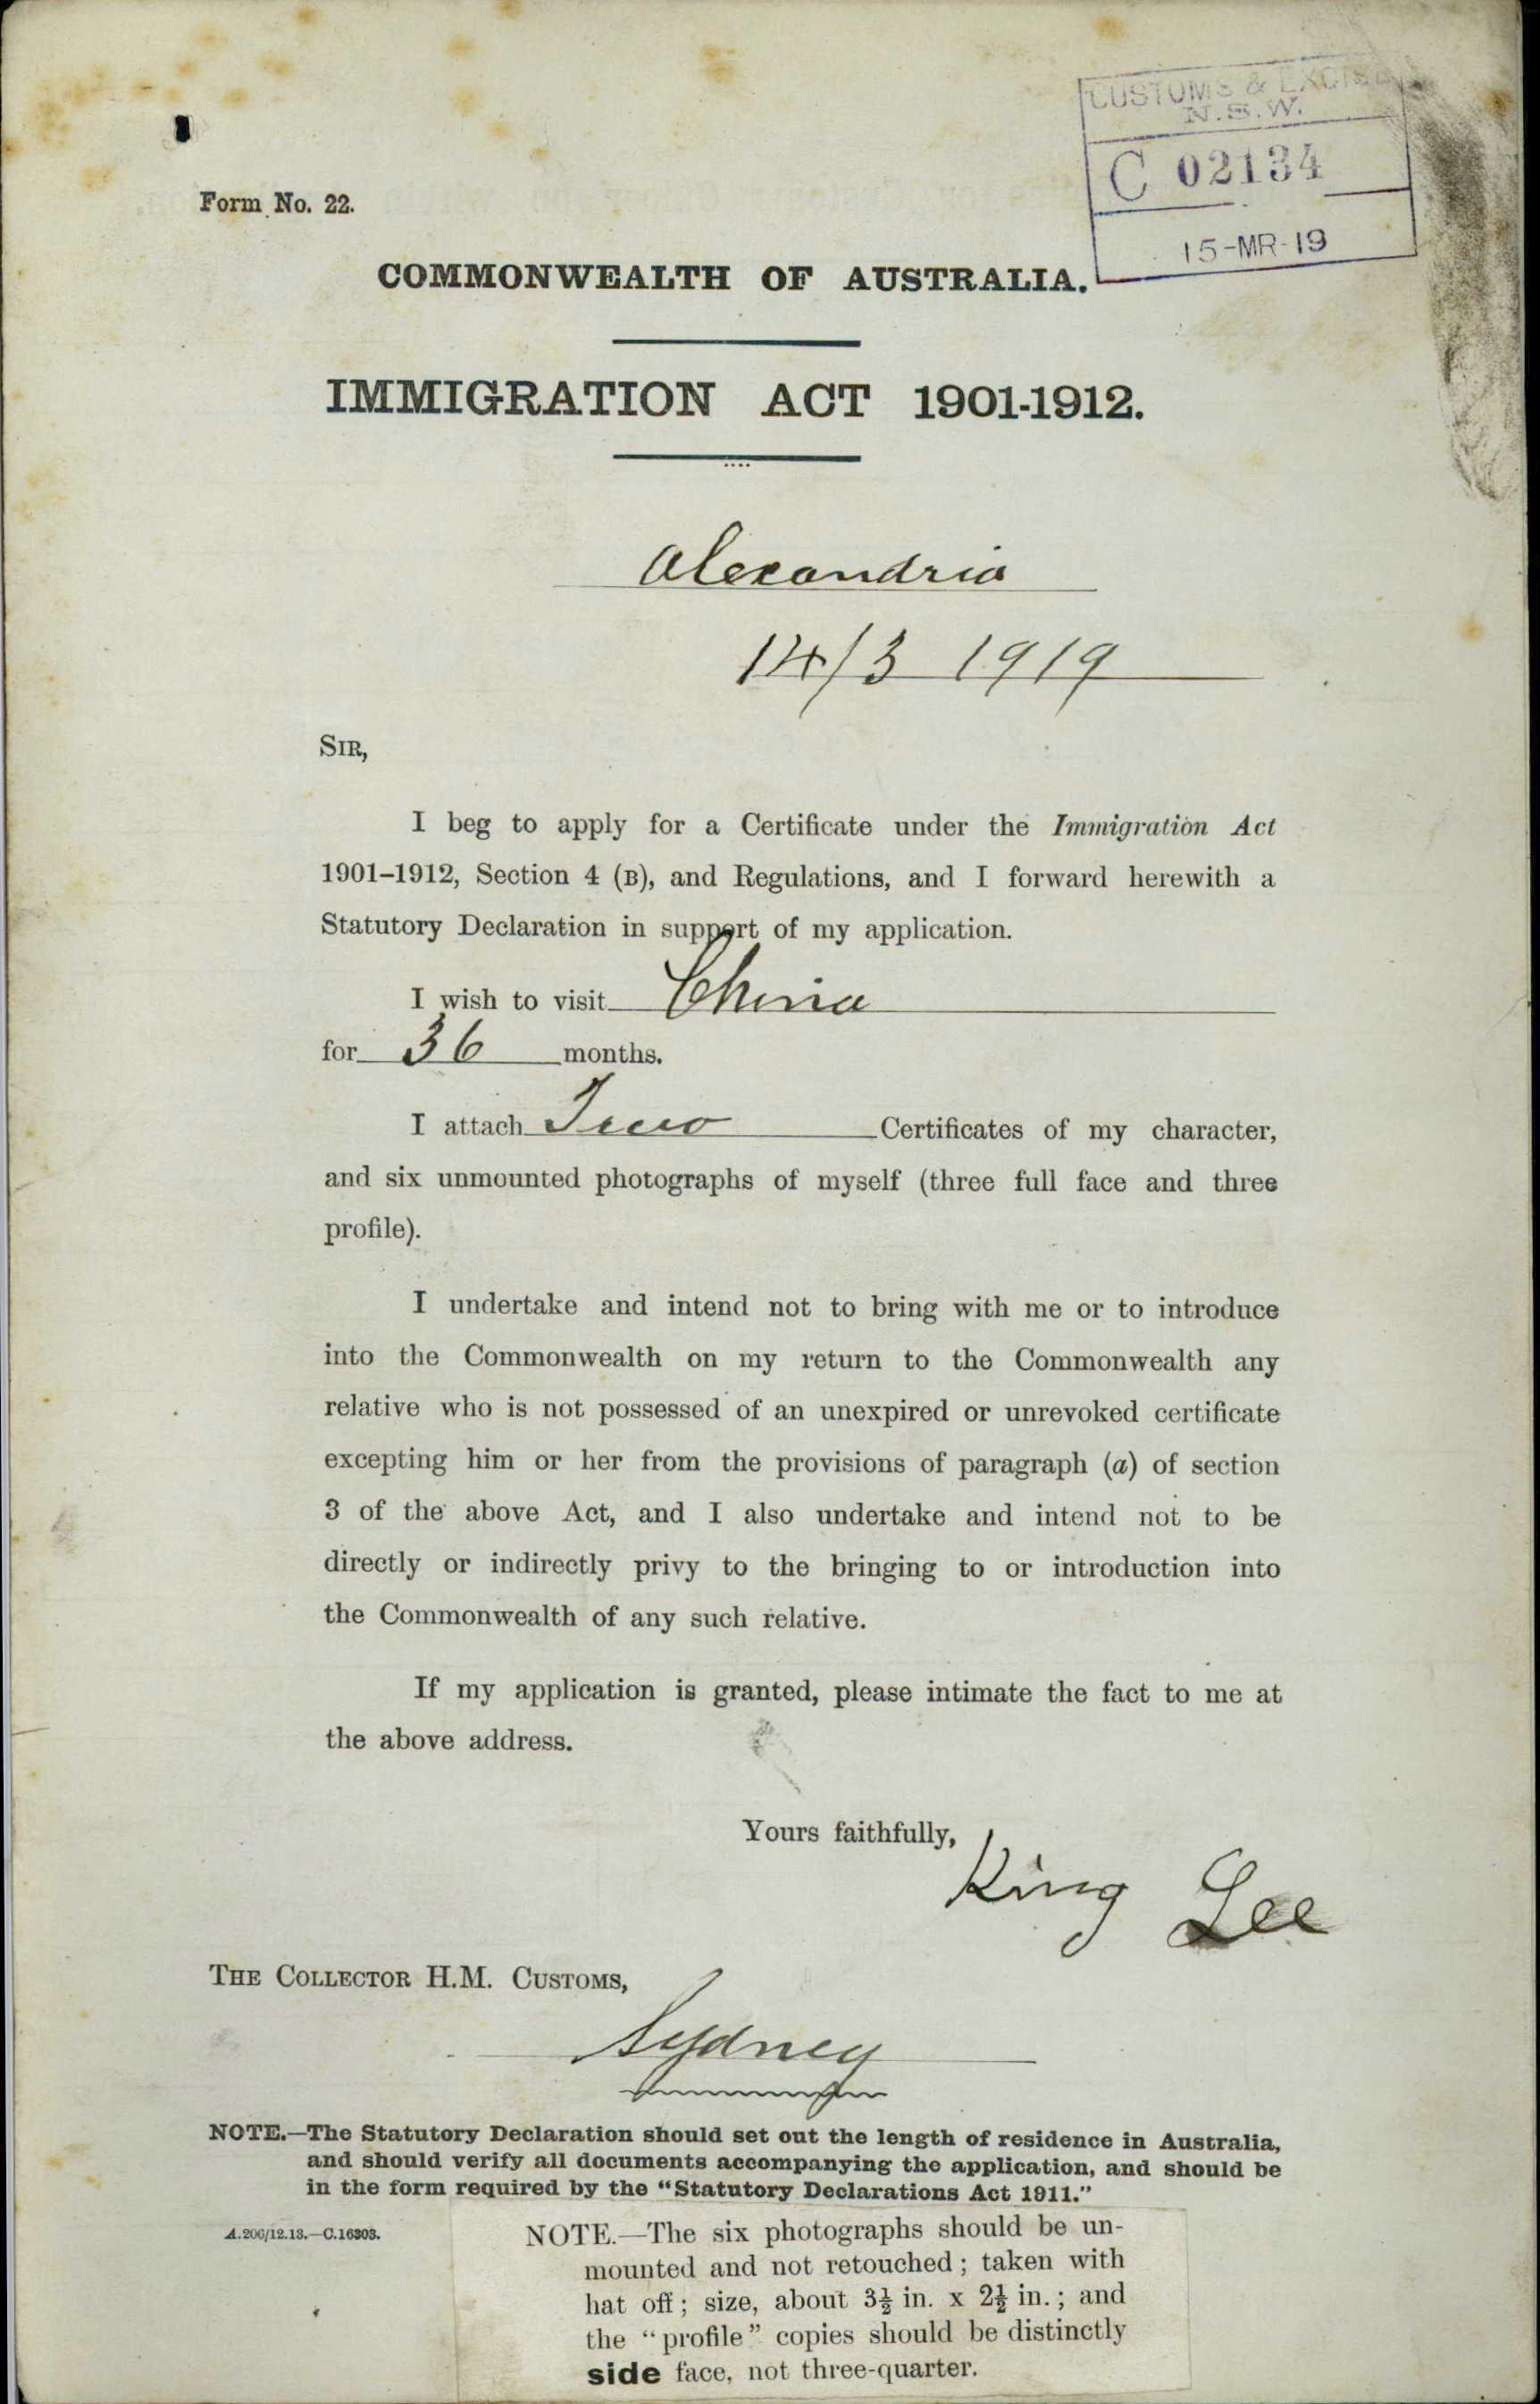 CUSTOMS & EXCISE
N.S.W.
C 02134
15-MR-19
Form No. 22.
COMMONWEALTH OF AUSTRALIA.
IMMIGRATION ACT 1901-1912.
Alexandria
14/3 1919
SIR,
I beg to apply for a Certificate under the Immigration Act
1901–1912, Section 4 (B), and Regulations, and I forward herewith a
Statutory Declaration in support of my application.
I wish to visit China
for 36 months.
I attach Two Certificates of my character,
and six unmounted photographs of myself (three full face and three
profile).
I undertake and intend not to bring with me or to introduce
into the Commonwealth on my return to the Commonwealth any
relative who is not possessed of an unexpired or unrevoked certificate
excepting him or her from the provisions of paragraph (a) of section
3 of the above Act, and I also undertake and intend not to be
directly or indirectly privy to the bringing to or introduction into
the Commonwealth of any such relative.
If my application is granted, please intimate the fact to me at
the above address.
Yours faithfully,
King Lee
THE COLLECTOR H.M. CUSTOMS,
Sydney
NOTE.—The Statutory Declaration should set out the length of residence in Australia,
and should verify all documents accompanying the application, and should be
in the form required by the "Statutory Declarations Act 1911."
A.206/12.13.—C.16303.
NOTE.—The six photographs should be un-
mounted and not retouched; taken with
hat off; size, about 3½ in. x 2½ in.; and
the "profile" copies should be distinctly
side face, not three-quarter.